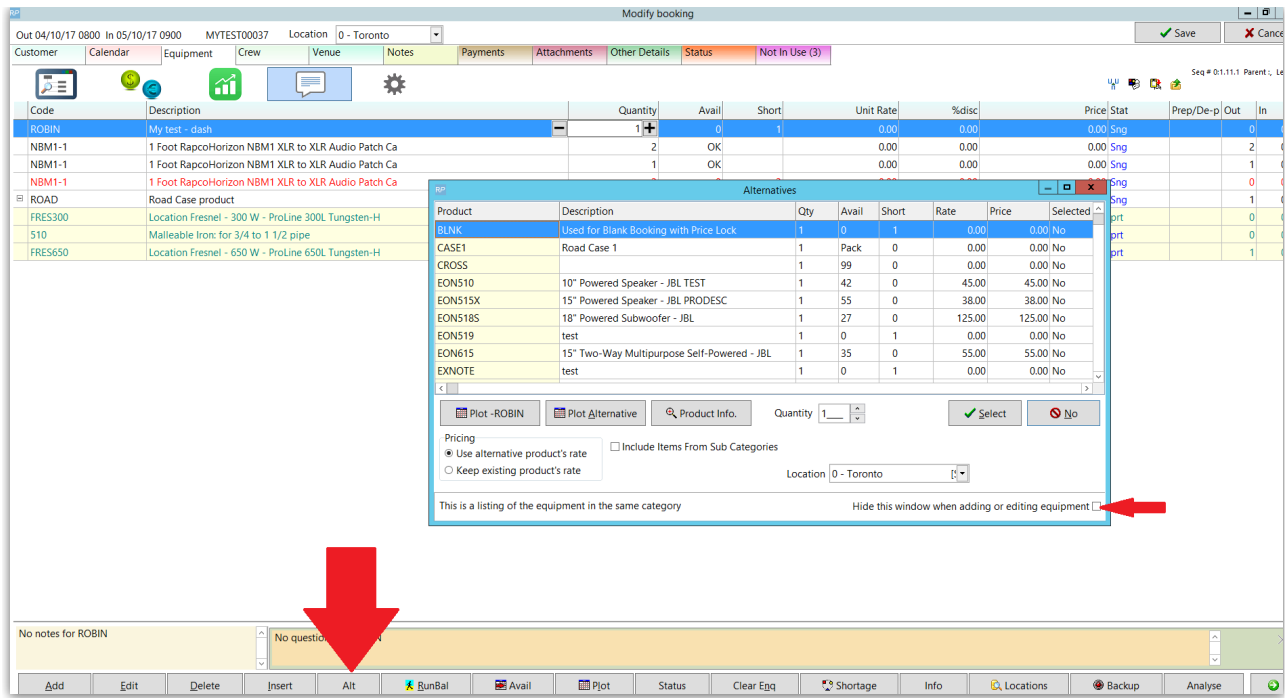 RP Modify booking
Out 04/10/17 0800 In 05/10/17 0900 MYTEST00037 Location 0 - Toronto Save Cance
Customer Calendar Equipment Crew Venue Notes Payments Attachments Other Details Status Not In Use (3)
Seq # 0:1.11.1 Parent :, Le
Code Description Quantity Avail Short Unit Rate %disc Price Stat Prep/De-p Out In
ROBIN My test - dash 1 0 1 0.00 0.00 0.00 Sng 0
NBM1-1 1 Foot RapcoHorizon NBM1 XLR to XLR Audio Patch Ca 2 OK 0.00 0.00 0.00 Sng 2
NBM1-1 1 Foot RapcoHorizon NBM1 XLR to XLR Audio Patch Ca 1 OK 0.00 0.00 0.00 Sng 1
NBM1-1 1 Foot RapcoHorizon NBM1 XLR to XLR Audio Patch Ca Sng 0
ROAD Road Case product Sng 1
FRES300 Location Fresnel - 300 W - ProLine 300L Tungsten-H prt 0
510 Malleable Iron: for 3/4 to 1 1/2 pipe prt 0
FRES650 Location Fresnel - 650 W - ProLine 650L Tungsten-H prt 1
RP Alternatives
Product Description Qty Avail Short Rate Price Selected
BLNK Used for Blank Booking with Price Lock 1 0 1 0.00 0.00 No
CASE1 Road Case 1 1 Pack 0 0.00 0.00 No
CROSS 1 99 0 0.00 0.00 No
EON510 10" Powered Speaker - JBL TEST 1 42 0 45.00 45.00 No
EON515X 15" Powered Speaker - JBL PRODESC 1 55 0 38.00 38.00 No
EON518S 18" Powered Subwoofer - JBL 1 27 0 125.00 125.00 No
EON519 test 1 0 1 0.00 0.00 No
EON615 15" Two-Way Multipurpose Self-Powered - JBL 1 35 0 55.00 55.00 No
EXNOTE test 1 0 1 0.00 0.00 No
Plot -ROBIN Plot Alternative Product Info. Quantity 1___ Select No
Pricing
Use alternative product's rate Include Items From Sub Categories
Keep existing product's rate
Location 0 - Toronto
This is a listing of the equipment in the same category Hide this window when adding or editing equipment
No notes for ROBIN
No questio
Add Edit Delete Insert Alt RunBal Avail Plot Status Clear Enq Shortage Info Locations Backup Analyse